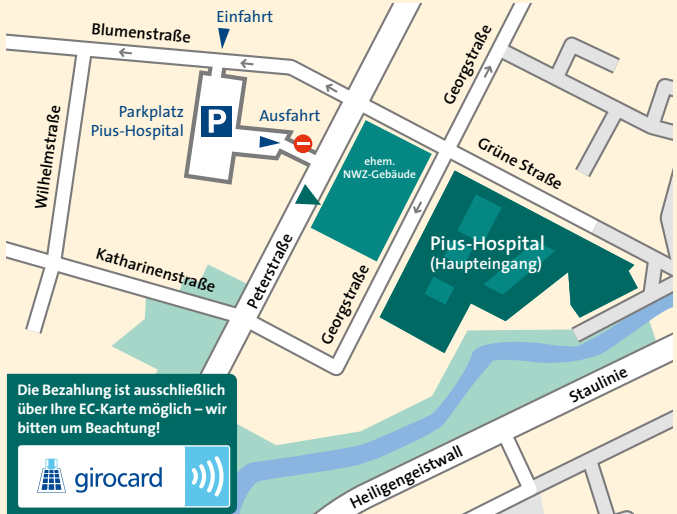 Einfahrt
Blumenstraße
Georgstraße
Parkplatz
Pius-Hospital
P
Ausfahrt
Wilhelmstraße
ehem.
NWZ-Gebäude
Grüne Straße
Pius-Hospital
(Haupteingang)
Katharinenstraße
Peterstraße
Georgstraße
Die Bezahlung ist ausschließlich
über Ihre EC-Karte möglich – wir
bitten um Beachtung!
girocard
Staulinie
Heiligengeistwall